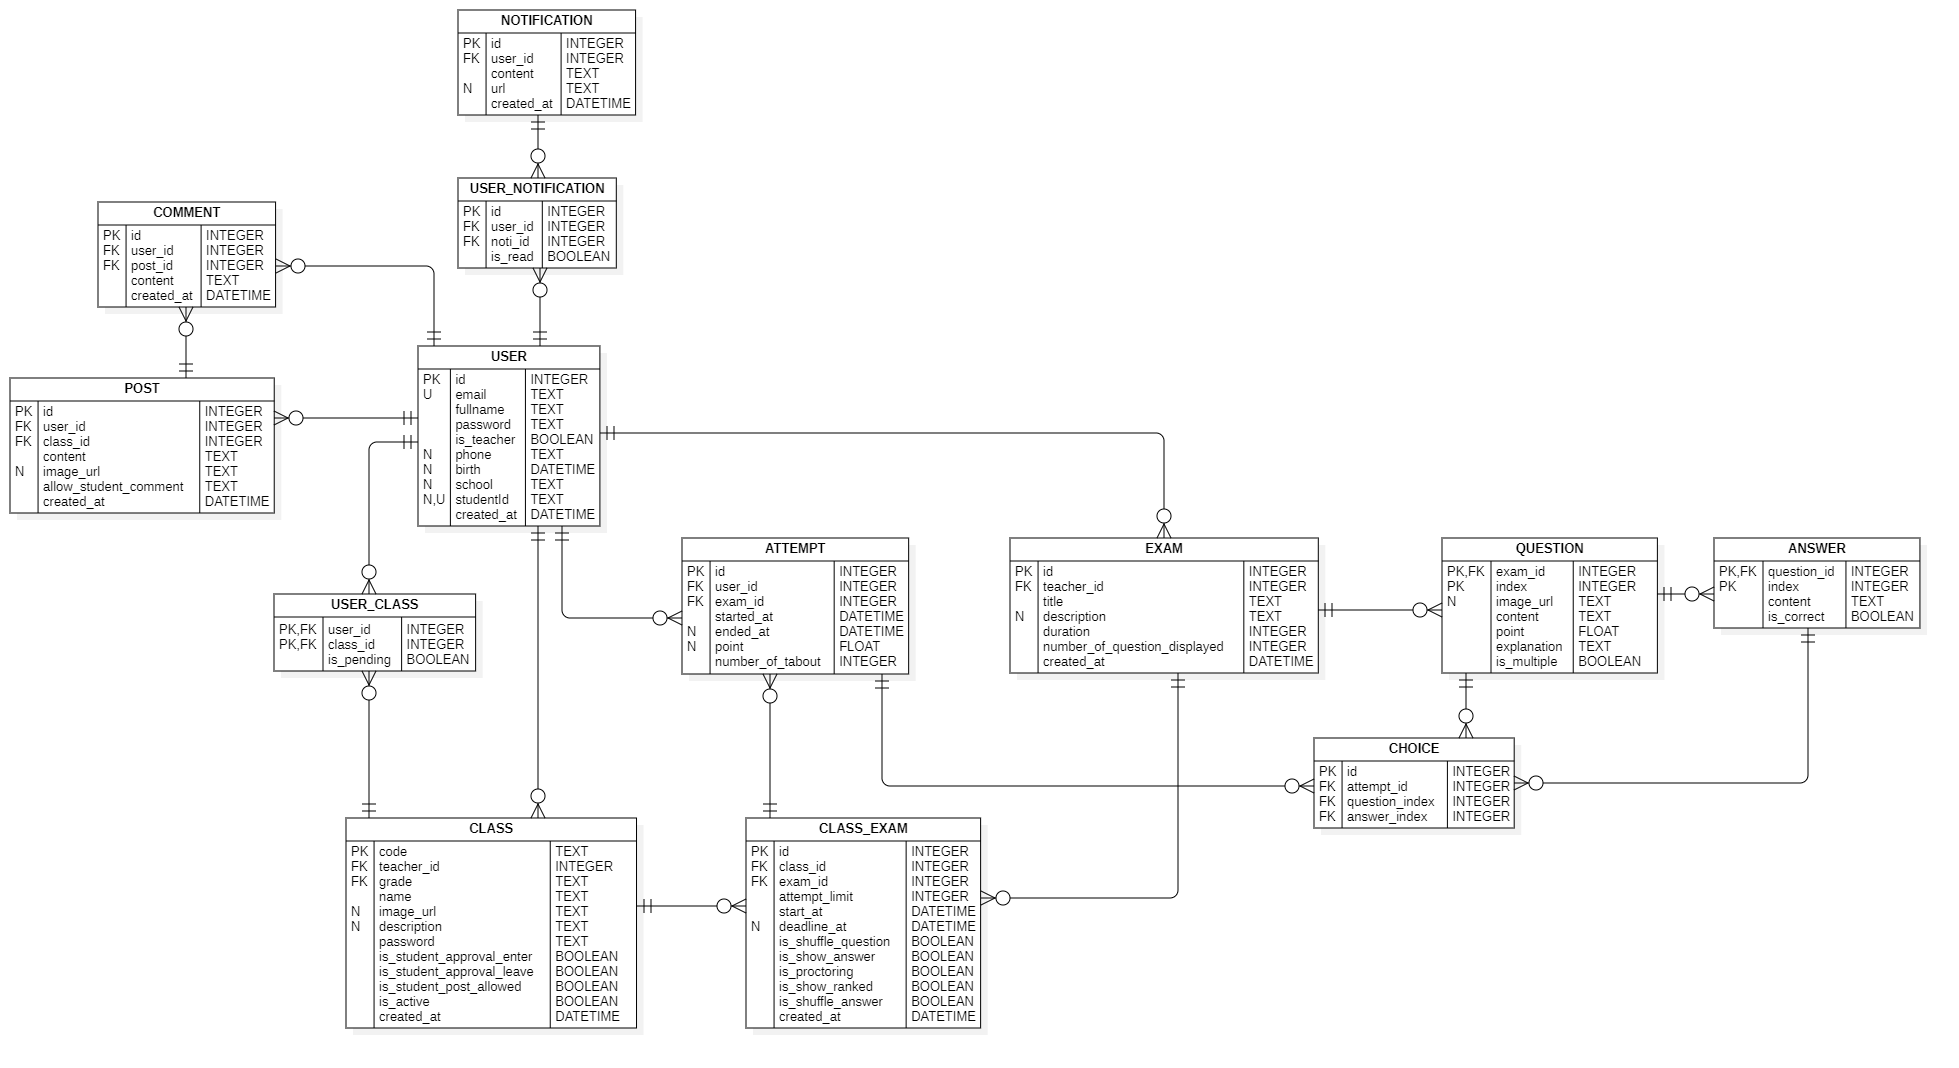 NOTIFICATION
PK id INTEGER
FK user_id INTEGER
content TEXT
N url TEXT
created_at DATETIME
USER_NOTIFICATION
PK id INTEGER
FK user_id INTEGER
FK noti_id INTEGER
is_read BOOLEAN
COMMENT
PK id INTEGER
FK user_id INTEGER
FK post_id INTEGER
content TEXT
created_at DATETIME
USER
PK id INTEGER
U email TEXT
fullname TEXT
password TEXT
is_teacher BOOLEAN
N phone TEXT
N birth DATETIME
N school TEXT
N,U studentId TEXT
created_at DATETIME
POST
PK id INTEGER
FK user_id INTEGER
FK class_id INTEGER
content TEXT
N image_url TEXT
allow_student_comment TEXT
created_at DATETIME
ATTEMPT
PK id INTEGER
FK user_id INTEGER
FK exam_id INTEGER
started_at DATETIME
N ended_at DATETIME
N point FLOAT
number_of_tabout INTEGER
EXAM
PK id INTEGER
FK teacher_id INTEGER
title TEXT
N description TEXT
duration INTEGER
number_of_question_displayed INTEGER
created_at DATETIME
QUESTION
PK,FK exam_id INTEGER
PK index INTEGER
N image_url TEXT
content TEXT
point FLOAT
explanation TEXT
is_multiple BOOLEAN
ANSWER
PK,FK question_id INTEGER
PK index INTEGER
content TEXT
is_correct BOOLEAN
USER_CLASS
PK,FK user_id INTEGER
PK,FK class_id INTEGER
is_pending BOOLEAN
CHOICE
PK id INTEGER
FK attempt_id INTEGER
FK question_index INTEGER
FK answer_index INTEGER
CLASS
PK code TEXT
FK teacher_id INTEGER
FK grade TEXT
name TEXT
N image_url TEXT
N description TEXT
password TEXT
is_student_approval_enter BOOLEAN
is_student_approval_leave BOOLEAN
is_student_post_allowed BOOLEAN
is_active BOOLEAN
created_at DATETIME
CLASS_EXAM
PK id INTEGER
FK class_id INTEGER
FK exam_id INTEGER
attempt_limit INTEGER
start_at DATETIME
N deadline_at DATETIME
is_shuffle_question BOOLEAN
is_show_answer BOOLEAN
is_proctoring BOOLEAN
is_show_ranked BOOLEAN
is_shuffle_answer BOOLEAN
created_at DATETIME